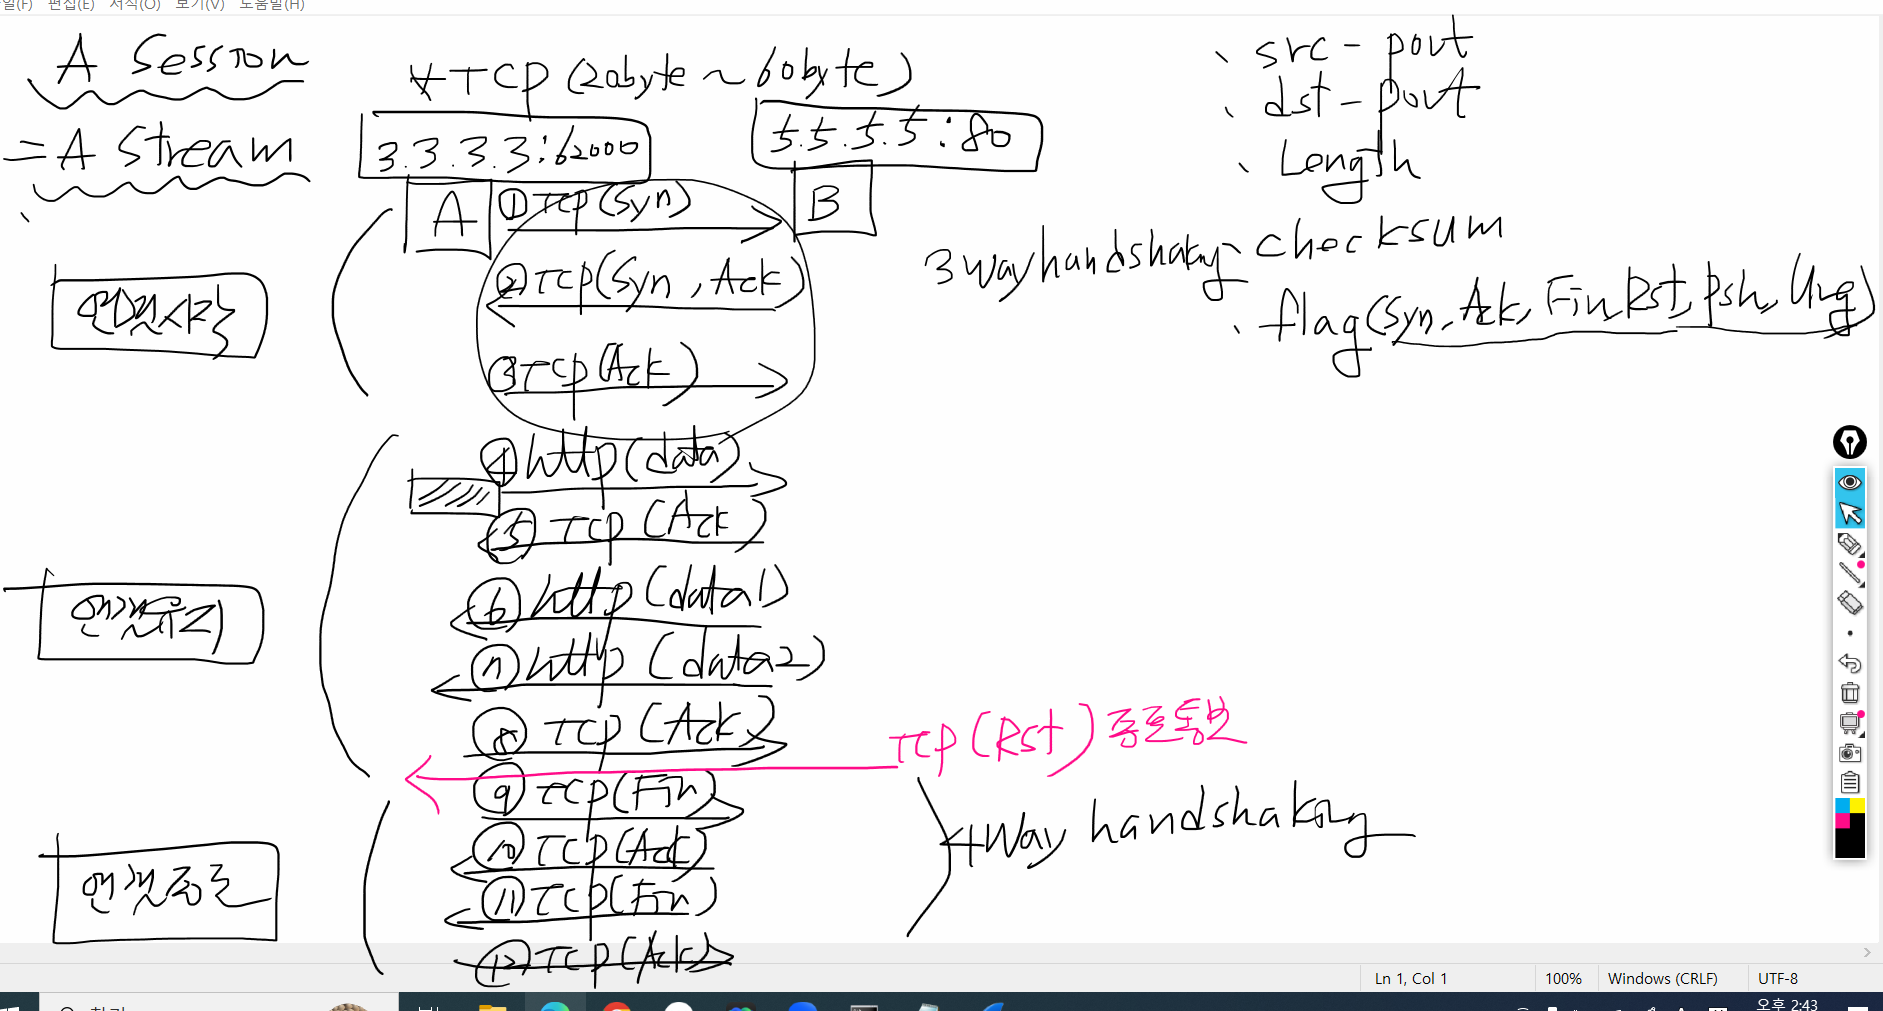 일(F) 편집(E) 서식(O) 보기(V) 도움말(H)
A Session
= A Stream
∀TCP (20byte ~ 60byte)
3.3.3.3:62000
5.5.5.5:80
A
B
· src - port
· dst - port
· Length
· checksum
· flag (Syn, Ack, Fin, Rst, Psh, Urg)
연결시작
① TCP (Syn)
② TCP (Syn, Ack)
③ TCP (Ack)
3 way handshaking
연결유지
④ http (data)
⑤ TCP (Ack)
⑥ http (data1)
⑦ http (data2)
⑧ TCP (Ack)
TCP (Rst) 종료통보
연결종료
⑨ TCP (Fin)
⑩ TCP (Ack)
⑪ TCP (Fin)
⑫ TCP (Ack)
4 Way handshaking
Ln 1, Col 1
100%
Windows (CRLF)
UTF-8
오후 2:43